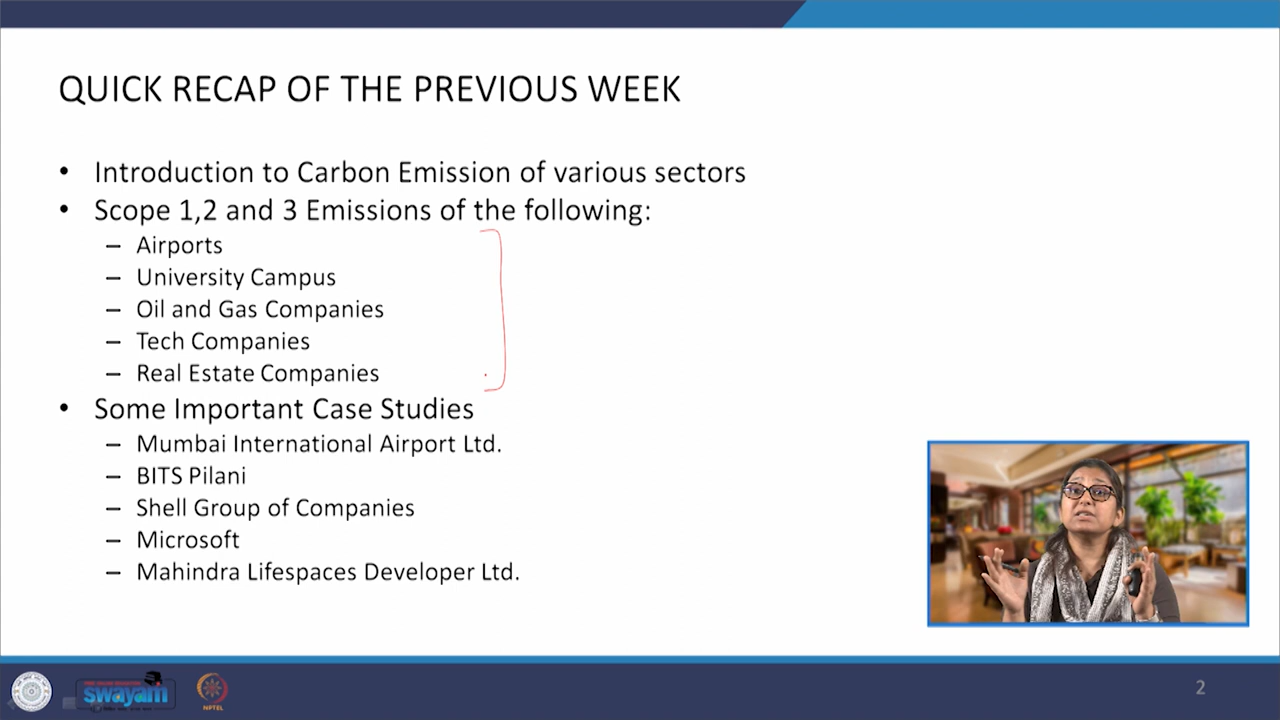 QUICK RECAP OF THE PREVIOUS WEEK
• Introduction to Carbon Emission of various sectors
• Scope 1,2 and 3 Emissions of the following:
– Airports
– University Campus
– Oil and Gas Companies
– Tech Companies
– Real Estate Companies
• Some Important Case Studies
– Mumbai International Airport Ltd.
– BITS Pilani
– Shell Group of Companies
– Microsoft
– Mahindra Lifespaces Developer Ltd.
swayam
NPTEL
2